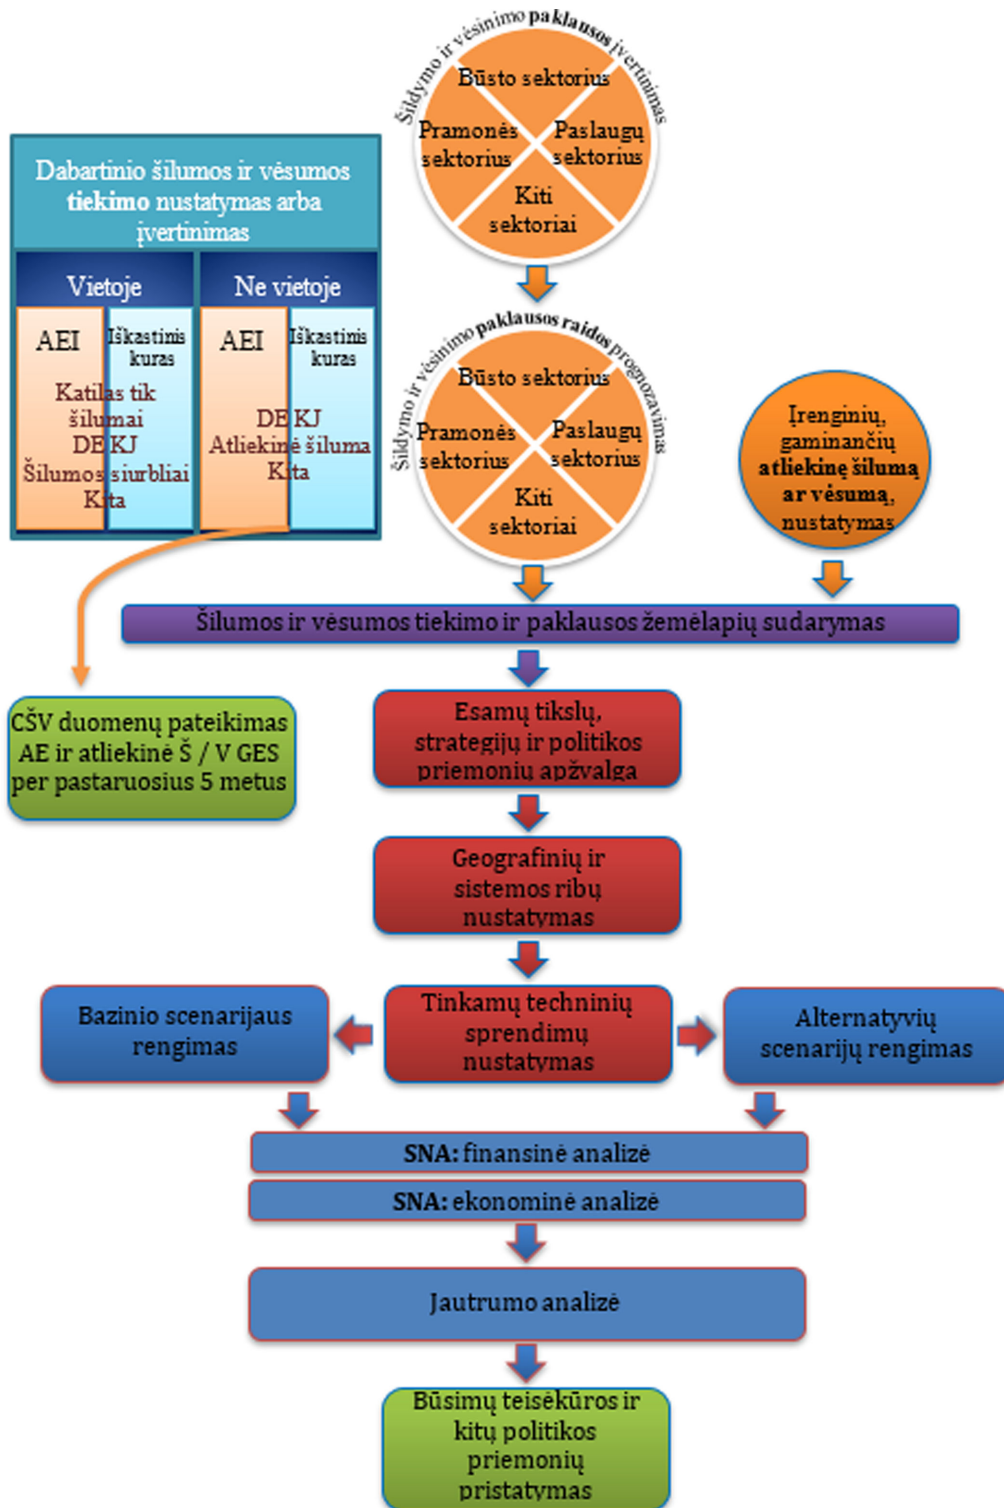 Šildymo ir vėsinimo paklausos įvertinimas
Būsto sektorius
Pramonės
sektorius
Paslaugų
sektorius
Kiti
sektoriai
Dabartinio šilumos ir vėsumos
tiekimo nustatymas arba
įvertinimas
Vietoje
Ne vietoje
AEI
Iškastinis
kuras
Katilas tik
šilumai
DE KJ
Šilumos siurbliai
Kita
AEI
Iškastinis
kuras
DE KJ
Atliekinė šiluma
Kita
Šildymo ir vėsinimo paklausos raidos prognozavimas
Būsto sektorius
Pramonės
sektorius
Paslaugų
sektorius
Kiti
sektoriai
Įrenginių,
gaminančių
atliekinę šilumą
ar vėsumą,
nustatymas
Šilumos ir vėsumos tiekimo ir paklausos žemėlapių sudarymas
CŠV duomenų pateikimas
AE ir atliekinė Š / V GES
per pastaruosius 5 metus
Esamų tikslų,
strategijų ir politikos
priemonių apžvalga
Geografinių ir
sistemos ribų
nustatymas
Bazinio scenarijaus
rengimas
Tinkamų techninių
sprendimų
nustatymas
Alternatyvių
scenarijų rengimas
SNA: finansinė analizė
SNA: ekonominė analizė
Jautrumo analizė
Būsimų teisėkūros ir
kitų politikos
priemonių
pristatymas